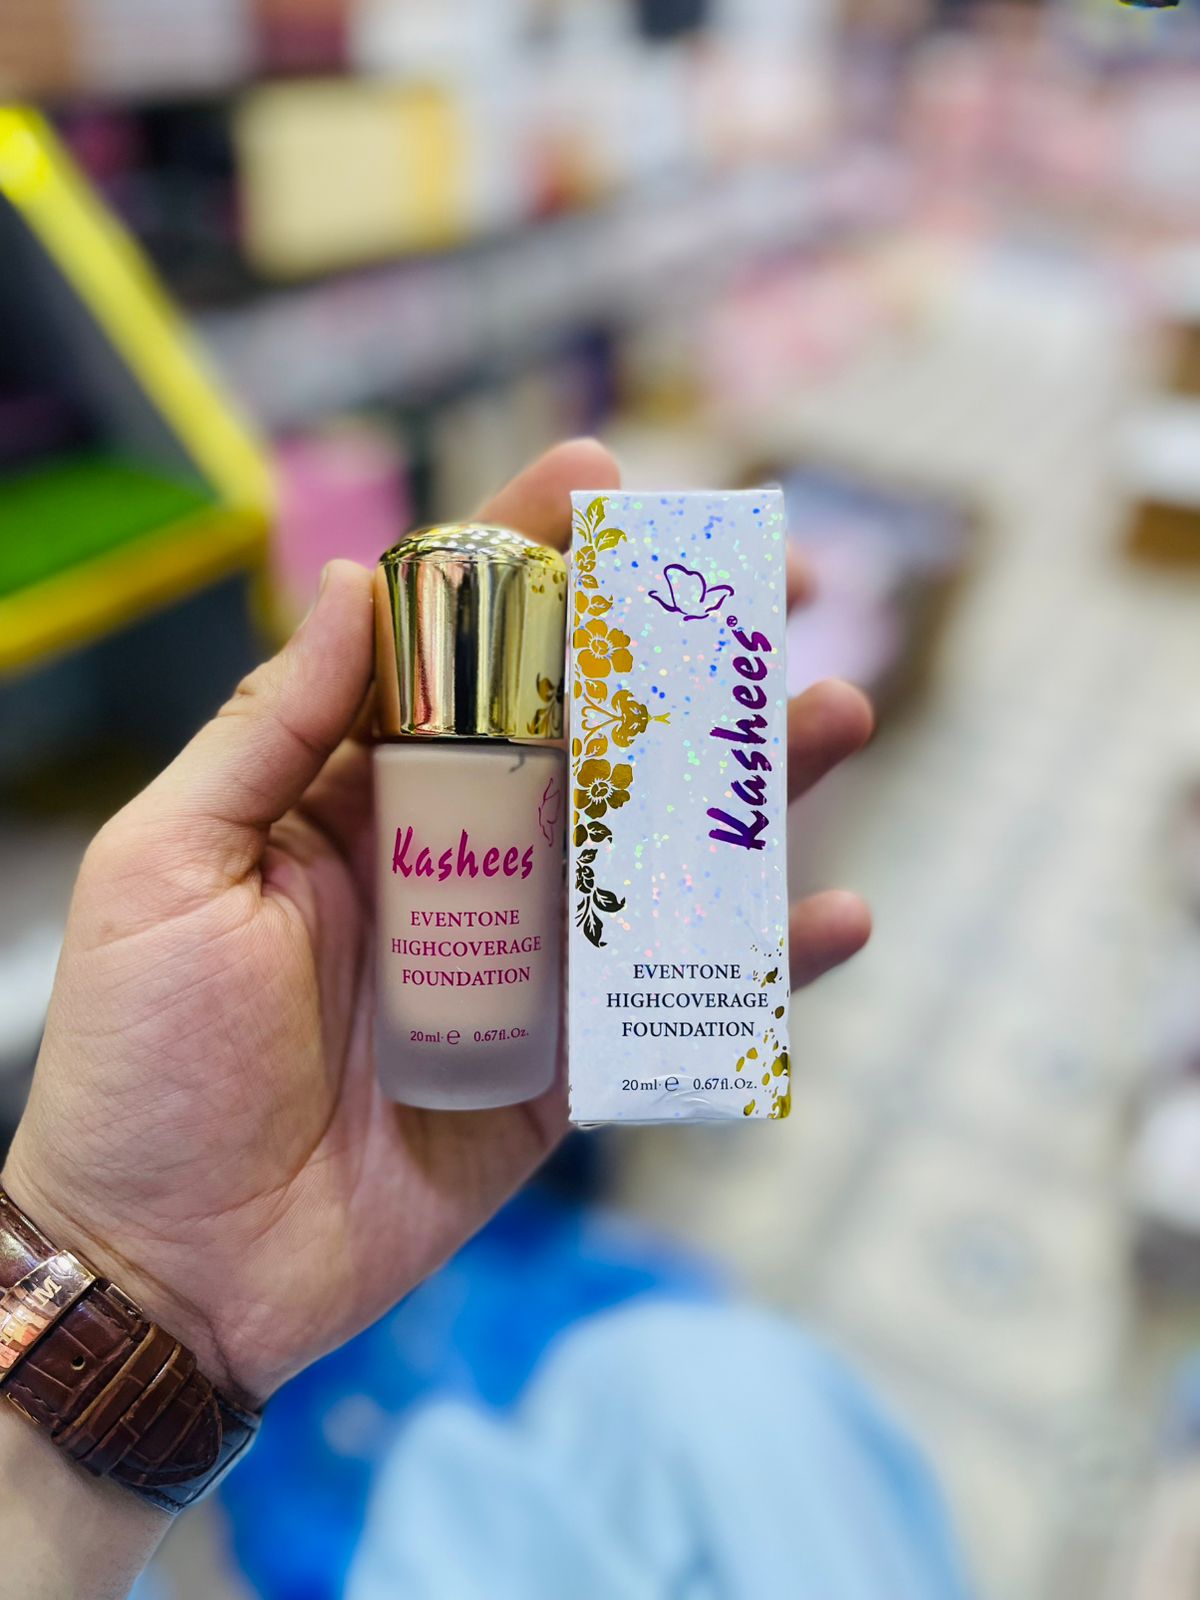 Kashees
EVENTONE
HIGHCOVERAGE
FOUNDATION
20ml ℮ 0.67fl.Oz.
Kashees®
EVENTONE
HIGHCOVERAGE
FOUNDATION
20ml ℮ 0.67fl.Oz.